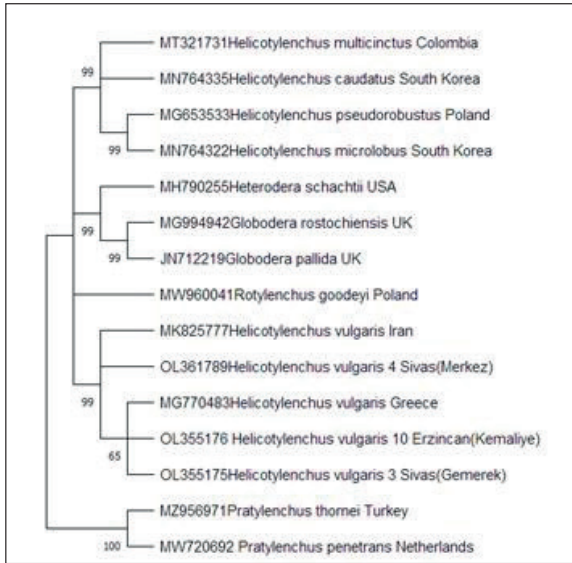 MT321731Helicotylenchus multicinctus Colombia
99
MN764335Helicotylenchus caudatus South Korea
MG653533Helicotylenchus pseudorobustus Poland
99
MN764322Helicotylenchus microlobus South Korea
MH790255Heterodera schachtii USA
MG994942Globodera rostochiensis UK
99
99
JN712219Globodera pallida UK
MW960041Rotylenchus goodeyi Poland
MK825777Helicotylenchus vulgaris Iran
OL361789Helicotylenchus vulgaris 4 Sivas(Merkez)
99
MG770483Helicotylenchus vulgaris Greece
OL355176 Helicotylenchus vulgaris 10 Erzincan(Kemaliye)
65
OL355175Helicotylenchus vulgaris 3 Sivas(Gemerek)
MZ956971Pratylenchus thornei Turkey
100
MW720692 Pratylenchus penetrans Netherlands